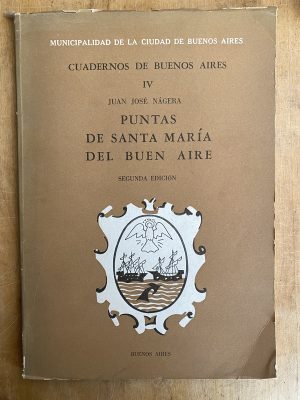 MUNICIPALIDAD DE LA CIUDAD DE BUENOS AIRES
CUADERNOS DE BUENOS AIRES
IV
JUAN JOSÉ NÁGERA
PUNTAS
DE SANTA MARÍA
DEL BUEN AIRE
SEGUNDA EDICIÓN
BUENOS AIRES